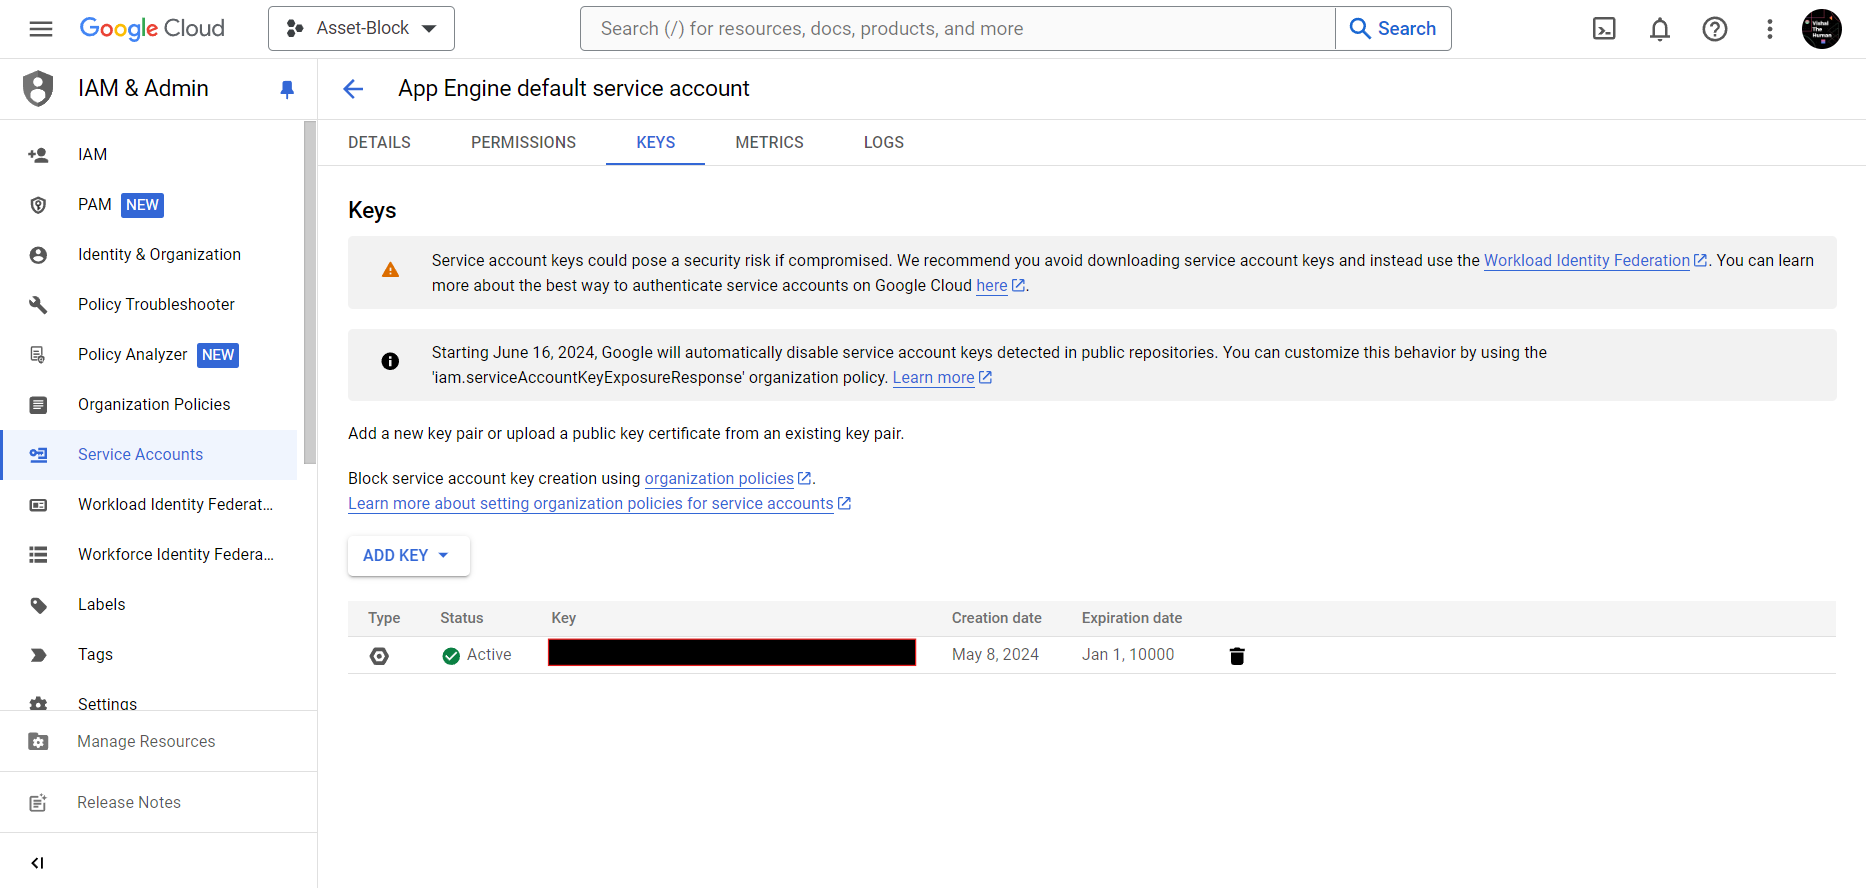 Google Cloud
Asset-Block
Search (/) for resources, docs, products, and more
Search
Vishal
The
Human
IAM & Admin
IAM
PAM NEW
Identity & Organization
Policy Troubleshooter
Policy Analyzer NEW
Organization Policies
Service Accounts
Workload Identity Federat...
Workforce Identity Federa...
Labels
Tags
Settings
Manage Resources
Release Notes
App Engine default service account
DETAILS PERMISSIONS KEYS METRICS LOGS
Keys
Service account keys could pose a security risk if compromised. We recommend you avoid downloading service account keys and instead use the Workload Identity Federation. You can learn
more about the best way to authenticate service accounts on Google Cloud here.
Starting June 16, 2024, Google will automatically disable service account keys detected in public repositories. You can customize this behavior by using the
'iam.serviceAccountKeyExposureResponse' organization policy. Learn more
Add a new key pair or upload a public key certificate from an existing key pair.
Block service account key creation using organization policies.
Learn more about setting organization policies for service accounts
ADD KEY
Type Status Key Creation date Expiration date
Active May 8, 2024 Jan 1, 10000